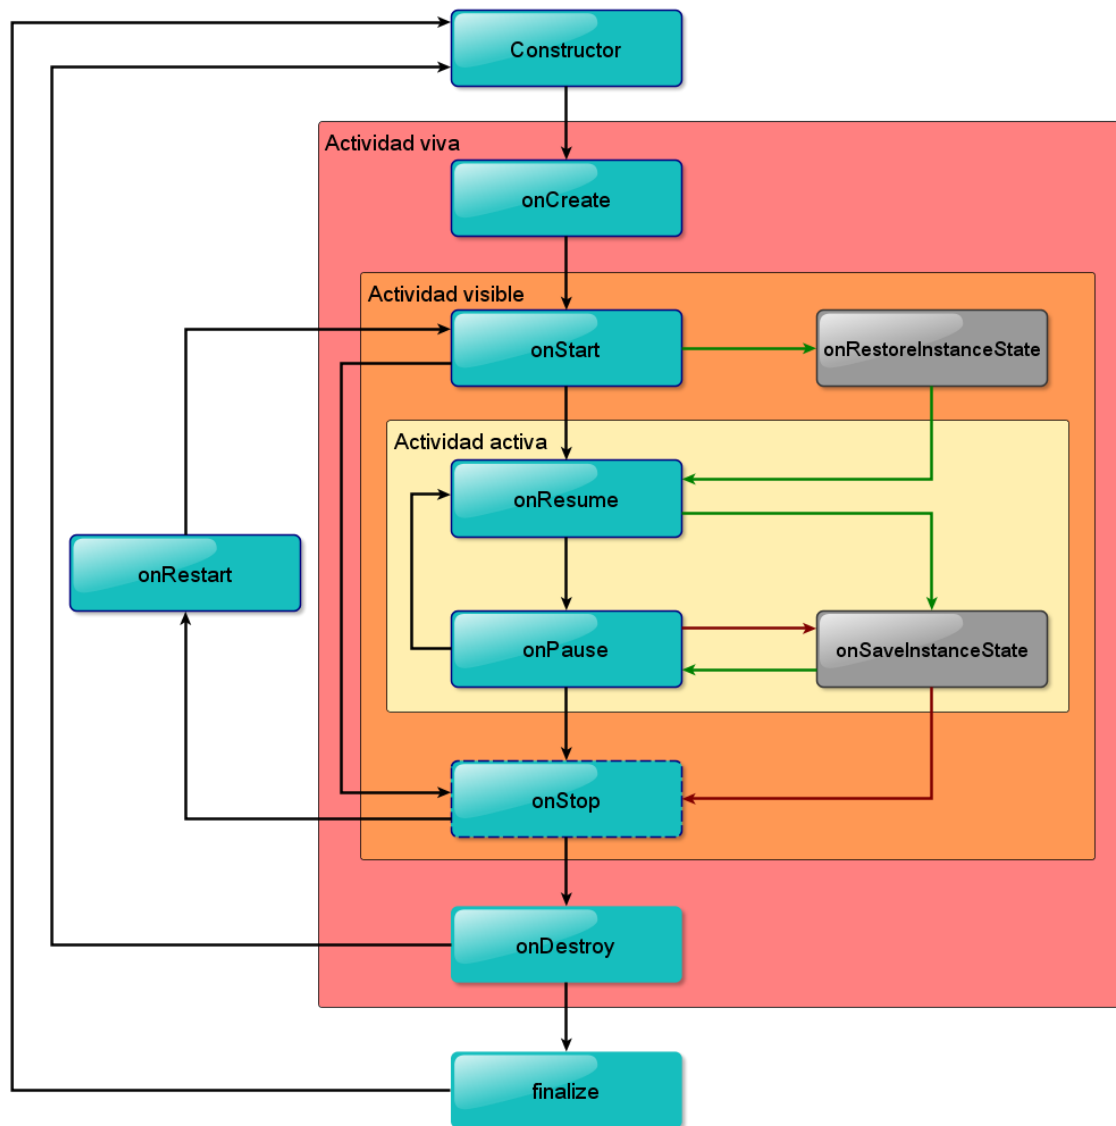 Constructor
Actividad viva
onCreate
Actividad visible
onStart
onRestoreInstanceState
Actividad activa
onResume
onRestart
onPause
onSaveInstanceState
onStop
onDestroy
finalize